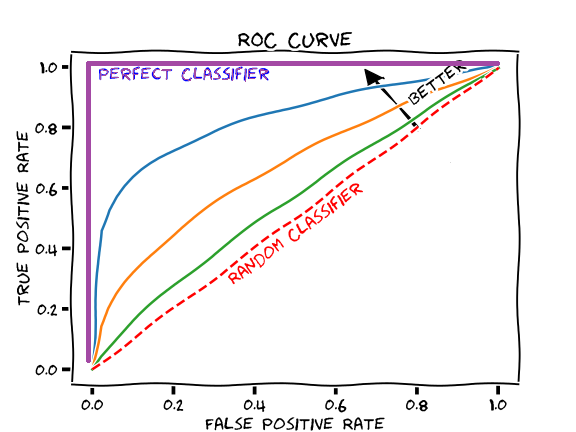 ROC CURVE
PERFECT CLASSIFIER
BETTER
RANDOM CLASSIFIER
TRUE POSITIVE RATE
1.0
0.8
0.6
0.4
0.2
0.0
0.0 0.2 0.4 0.6 0.8 1.0
FALSE POSITIVE RATE